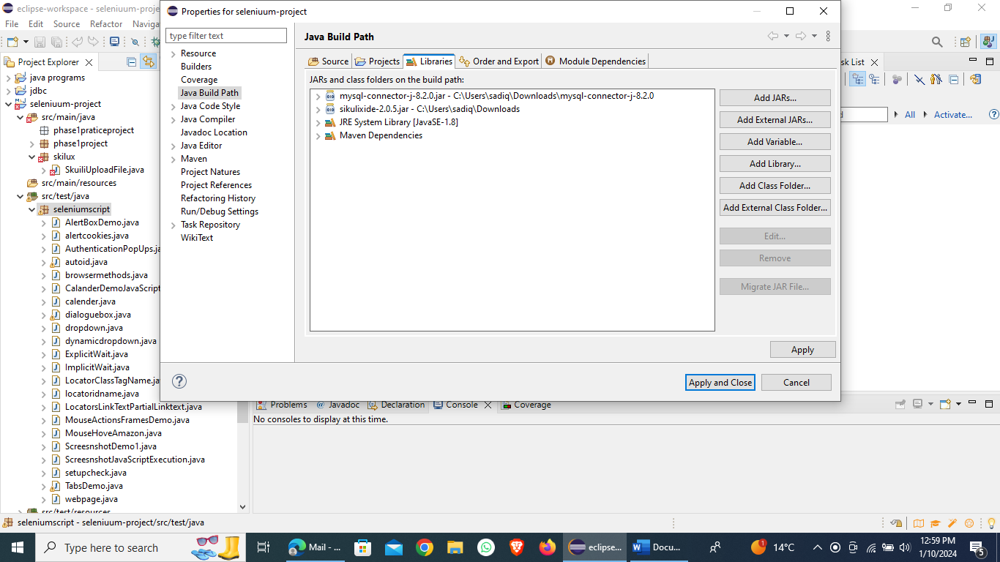 eclipse-workspace - seleniuum-proje
File Edit Source Refactor Naviga
Project Explorer
java programs
jdbc
seleniuum-project
src/main/java
phase1praticeproject
phase1project
skilux
SkuiliUploadFile.java
src/main/resources
src/test/java
seleniumscript
AlertBoxDemo.java
alertcookies.java
AuthenticationPopUps.ja
autoid.java
browsermethods.java
CalanderDemoJavaScript
calender.java
dialoguebox.java
dropdown.java
dynamicdropdown.java
ExplicitWait.java
ImplicitWait.java
LocatorClassTagName.ja
locatoridname.java
LocatorsLinkTextPartialLinktext.java
MouseActionsFramesDemo.java
MouseHoveAmazon.java
ScreesnshotDemo1.java
ScreesnshotJavaScriptExecution.java
setupcheck.java
TabsDemo.java
webpage.java
src/test/resources
Properties for seleniuum-project
type filter text
Resource
Builders
Coverage
Java Build Path
Java Code Style
Java Compiler
Javadoc Location
Java Editor
Maven
Project Natures
Project References
Refactoring History
Run/Debug Settings
Task Repository
WikiText
Java Build Path
Source Projects Libraries Order and Export Module Dependencies
JARs and class folders on the build path:
mysql-connector-j-8.2.0.jar - C:\Users\sadiq\Downloads\mysql-connector-j-8.2.0
sikulixide-2.0.5.jar - C:\Users\sadiq\Downloads
JRE System Library [JavaSE-1.8]
Maven Dependencies
Add JARs...
Add External JARs...
Add Variable...
Add Library...
Add Class Folder...
Add External Class Folder...
Edit...
Remove
Migrate JAR File...
Apply
Apply and Close Cancel
sk List
d All Activate...
Problems @ Javadoc Declaration Console Coverage
No consoles to display at this time.
seleniumscript - seleniuum-project/src/test/java
Type here to search
Mail - ...
eclipse...
Docu...
1
14°C
12:59 PM
1/10/2024
5